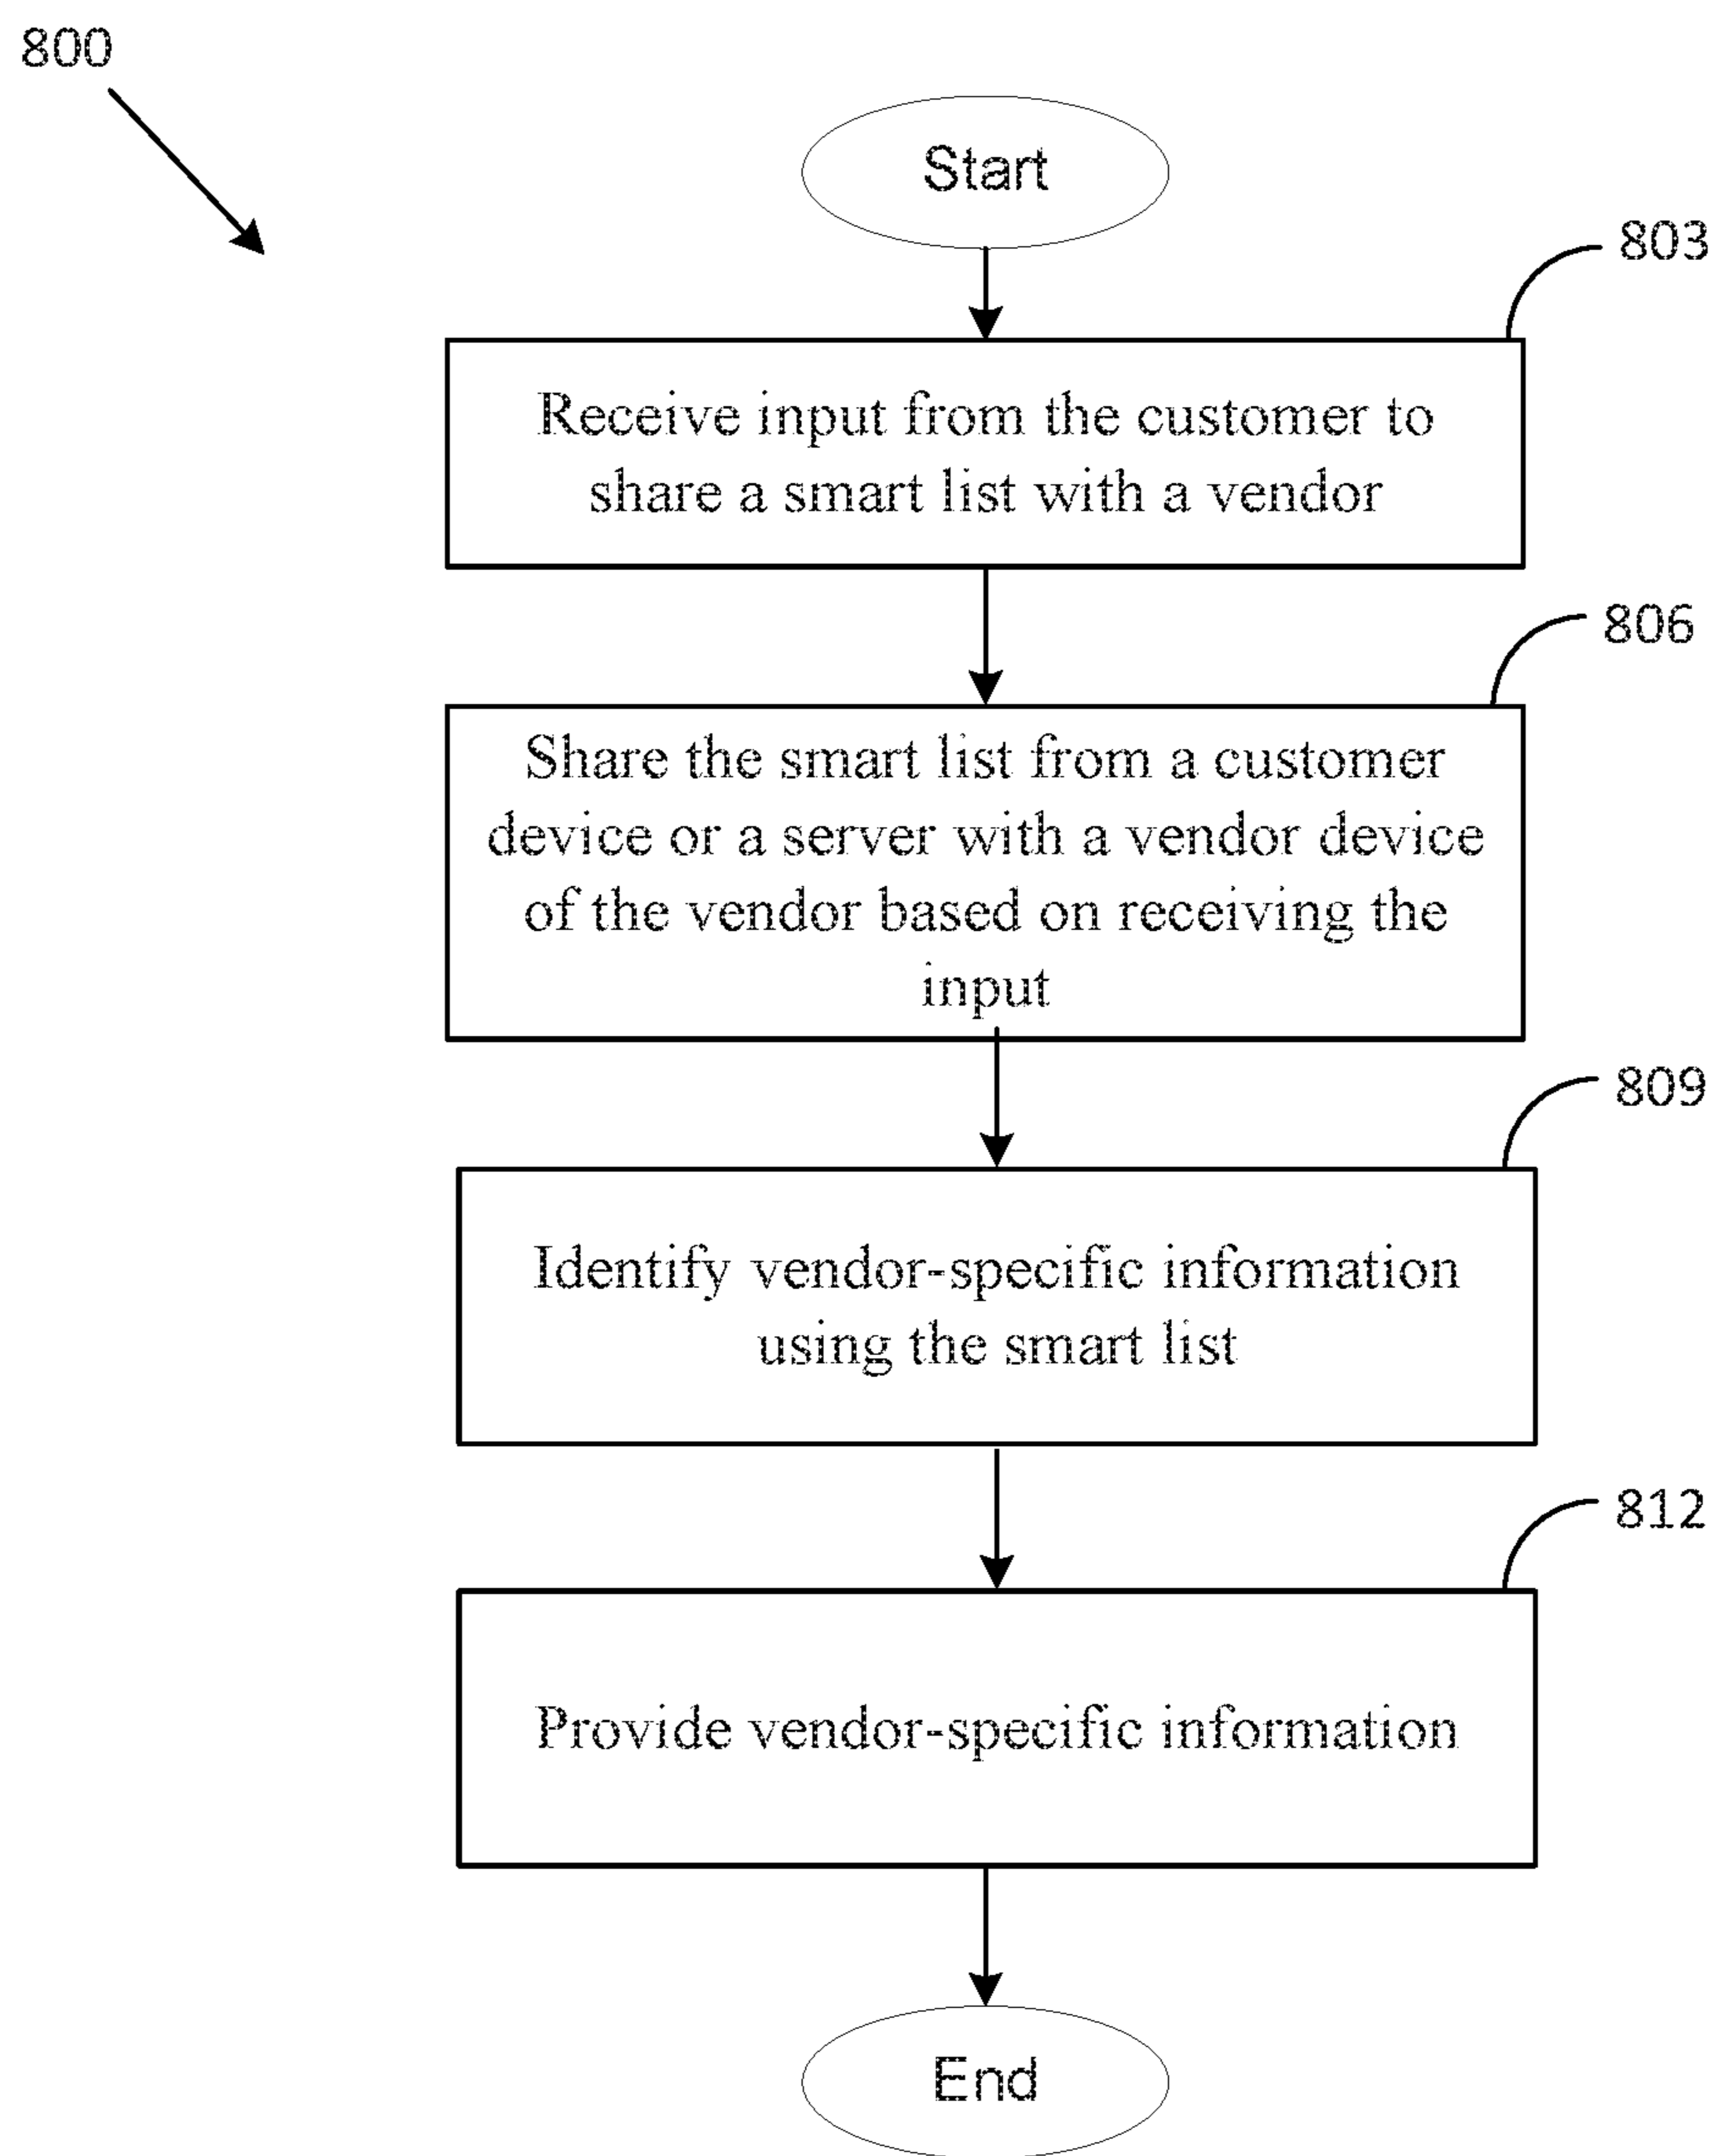 800
Start
803
Receive input from the customer to
share a smart list with a vendor
806
Share the smart list from a customer
device or a server with a vendor device
of the vendor based on receiving the
input
809
Identify vendor-specific information
using the smart list
812
Provide vendor-specific information
End